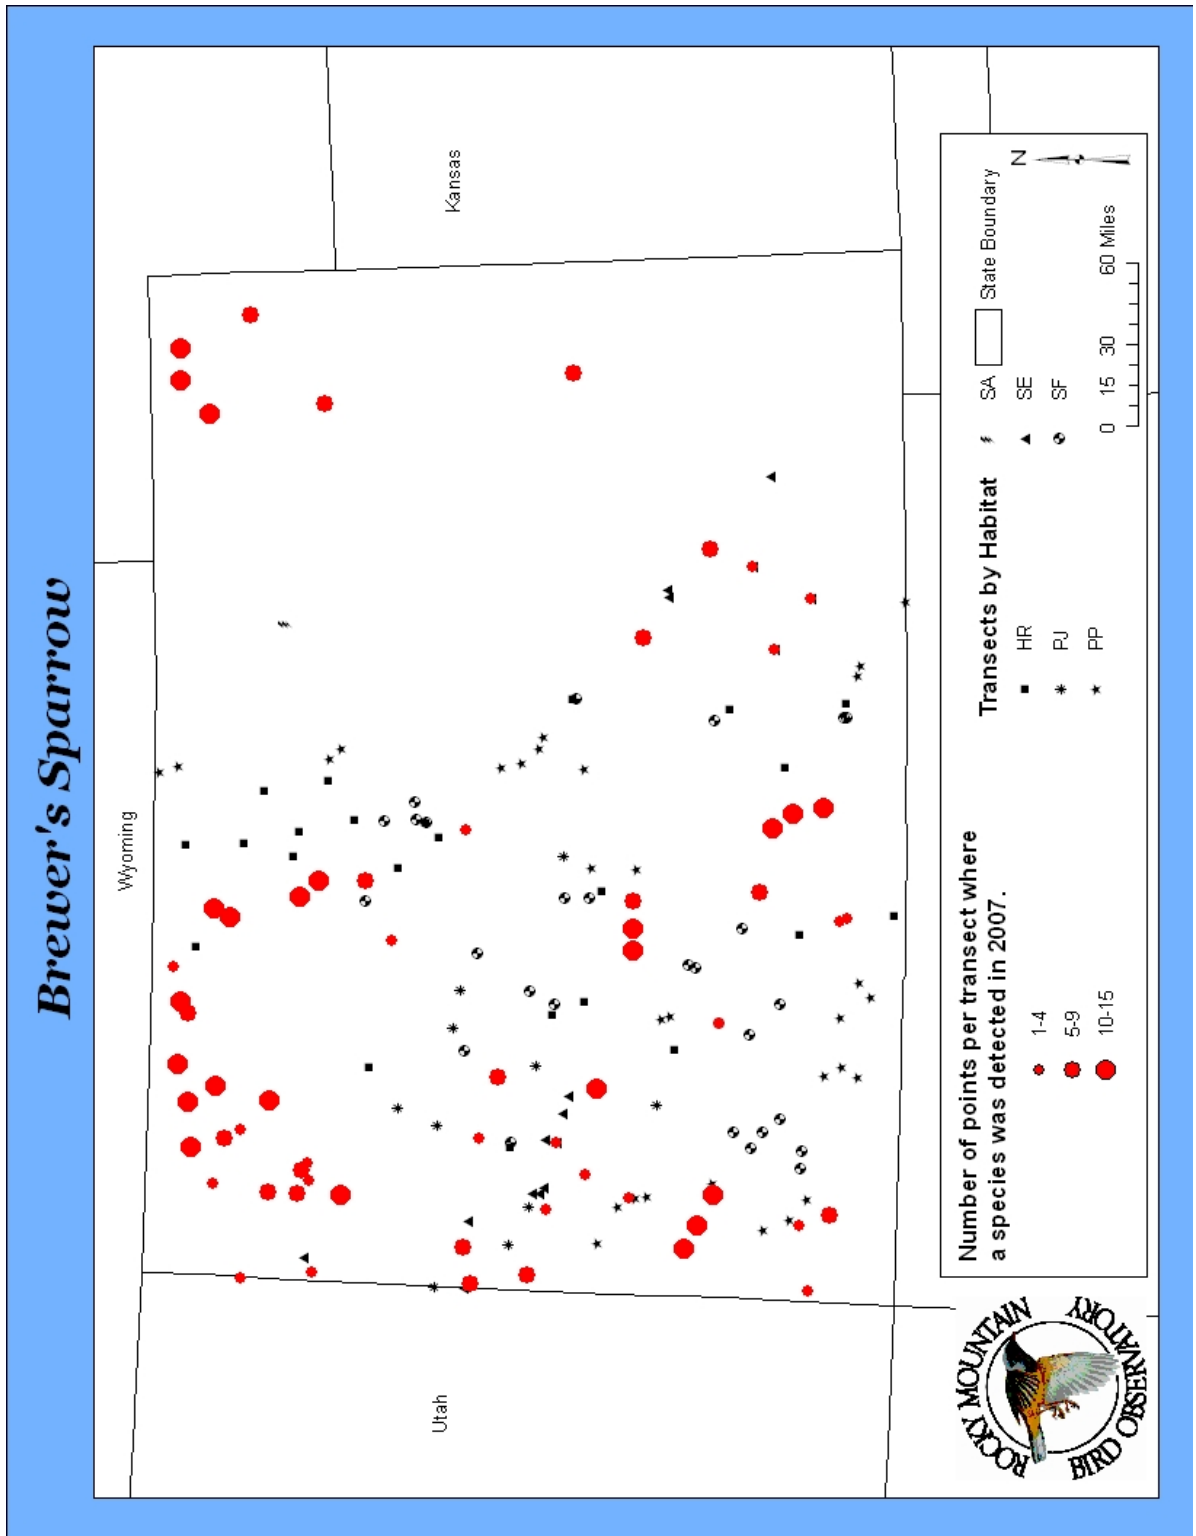 Brewer's Sparrow
Wyoming
Utah
Kansas
ROCKY MOUNTAIN
BIRD OBSERVATORY
Number of points per transect where
a species was detected in 2007.
1-4
5-9
10-15
Transects by Habitat
HR
PJ
PP
SA
SE
SF
State Boundary
N
0 15 30 60 Miles